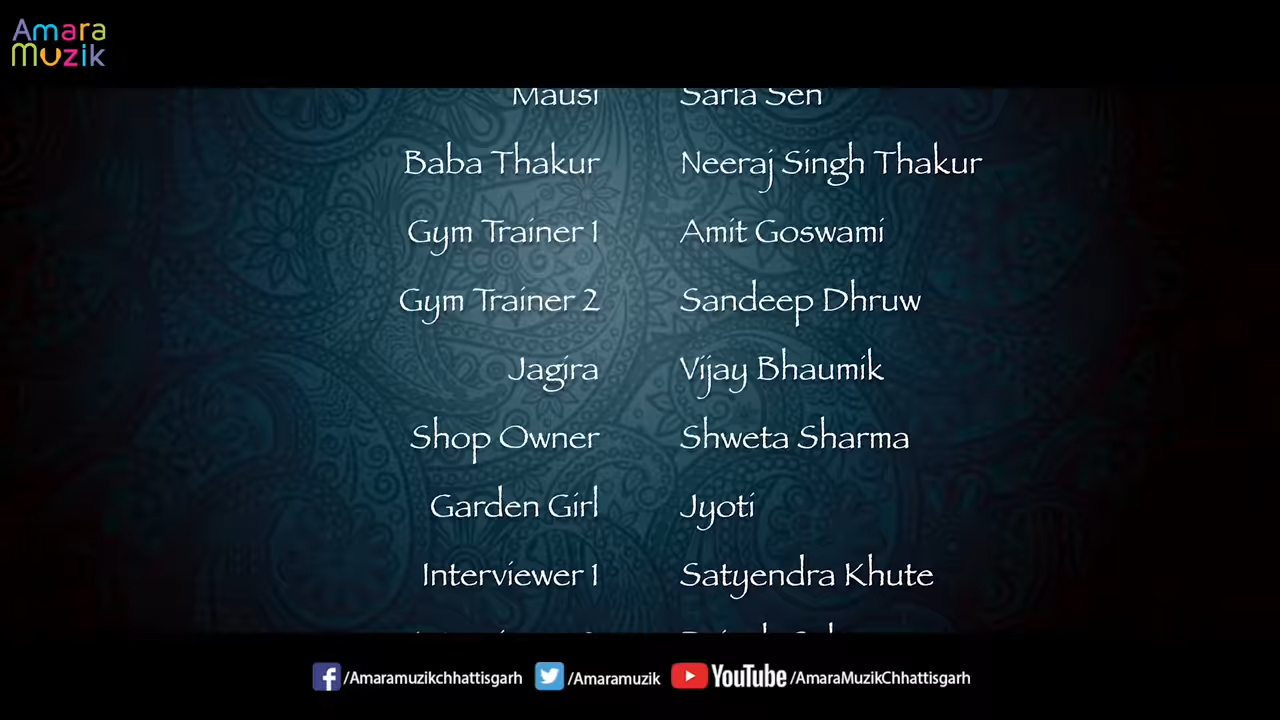 Amara
Muzik
Mausi Sarla Sen
Baba Thakur Neeraj Singh Thakur
Gym Trainer 1 Amit Goswami
Gym Trainer 2 Sandeep Dhruw
Jagira Vijay Bhaumik
Shop Owner Shweta Sharma
Garden Girl Jyoti
Interviewer 1 Satyendra Khute
/Amaramuzikchhattisgarh /Amaramuzik YouTube /AmaraMuzikChhattisgarh